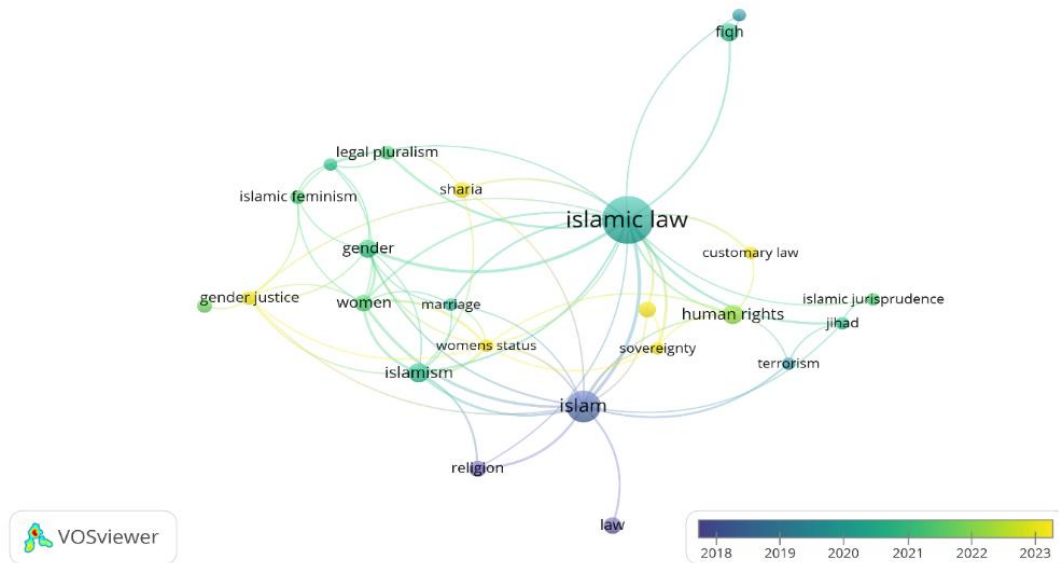 fiqh
legal pluralism
sharia
islamic feminism
islamic law
gender
customary law
gender justice
women
marriage
islamic jurisprudence
human rights
jihad
womens status
sovereignty
islamism
terrorism
islam
religion
law
VOSviewer
2018 2019 2020 2021 2022 2023